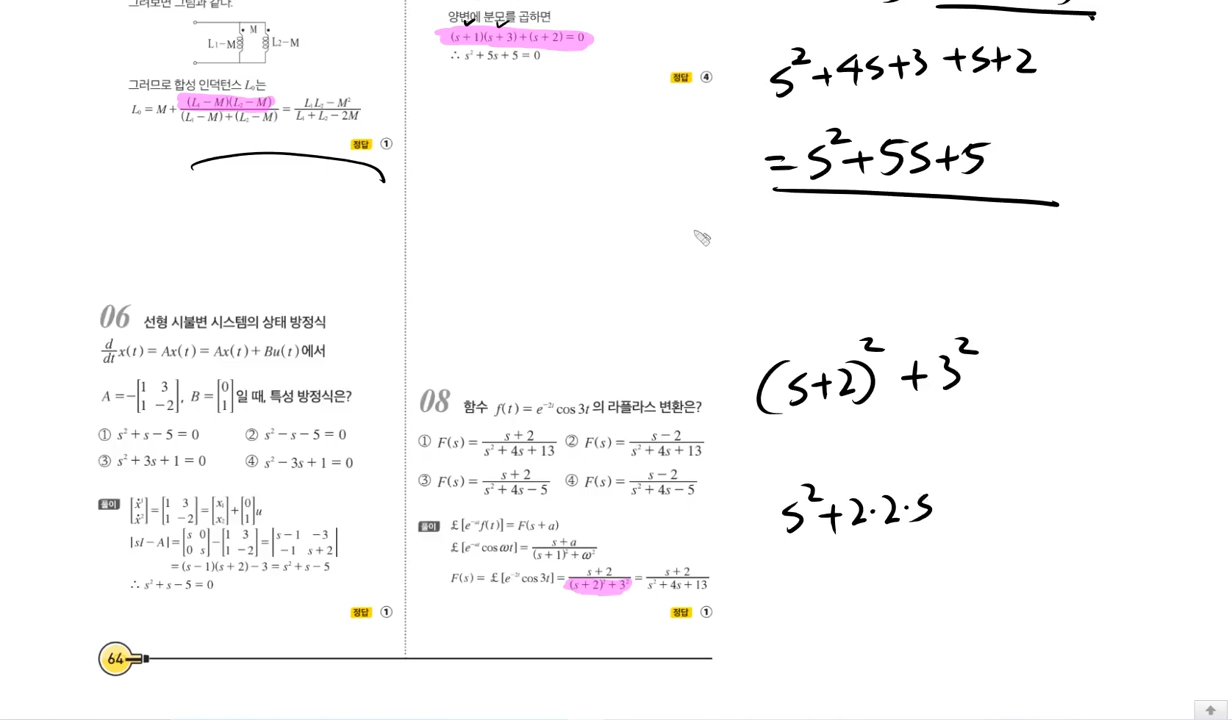 그려보면 그림과 같다.
M
L₁-M L₂-M
그러므로 합성 인덕턴스 L₀는
L₀ = M + (L₁ - M)(L₂ - M) / (L₁ - M) + (L₂ - M) = L₁L₂ - M² / L₁ + L₂ - 2M
정답 ①
06 선형 시불변 시스템의 상태 방정식
d/dt x(t) = Ax(t) = Ax(t) + Bu(t) 에서
A = -[1 3; 1 -2], B = [0; 1] 일 때, 특성 방정식은?
① s² + s - 5 = 0 ② s² - s - 5 = 0
③ s² + 3s + 1 = 0 ④ s² - 3s + 1 = 0
풀이 [ẋ¹; ẋ²] = [1 3; 1 -2] = [x₁; x₂] + [0; 1]u
|sI - A| = [s 0; 0 s] - [1 3; 1 -2] = |s-1 -3; -1 s+2|
= (s - 1)(s + 2) - 3 = s² + s - 5
∴ s² + s - 5 = 0
정답 ①
64
양변에 분모를 곱하면
(s + 1)(s + 3) + (s + 2) = 0
∴ s² + 5s + 5 = 0
정답 ④
08 함수 f(t) = e⁻²ᵗ cos 3t 의 라플라스 변환은?
① F(s) = s + 2 / s² + 4s + 13 ② F(s) = s - 2 / s² + 4s + 13
③ F(s) = s + 2 / s² + 4s - 5 ④ F(s) = s - 2 / s² + 4s - 5
풀이 £[e⁻ᵃᵗf(t)] = F(s + a)
£[e⁻ᵃᵗ cos ωt] = s + a / (s + 1)² + ω²
F(s) = £[e⁻²ᵗ cos 3t] = s + 2 / (s + 2)² + 3² = s + 2 / s² + 4s + 13
정답 ①
s² + 4s + 3 + s + 2
= s² + 5s + 5
(s + 2)² + 3²
s² + 2·2·s